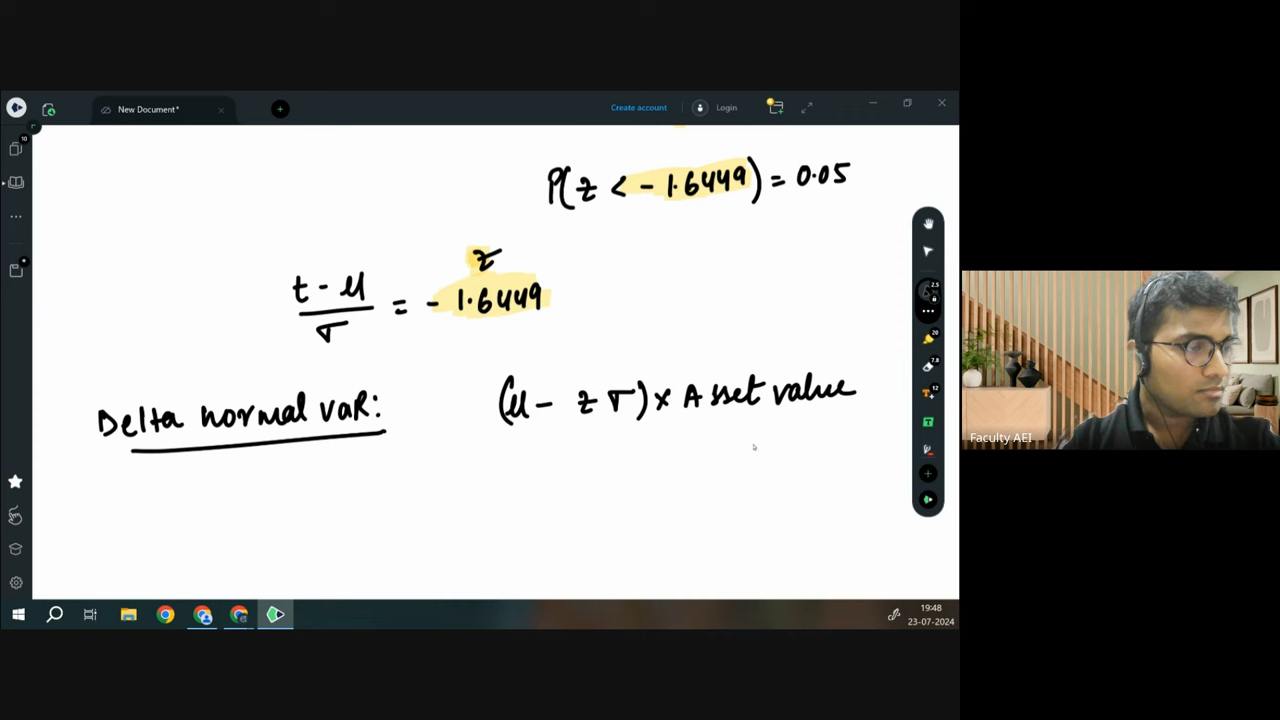 New Document*
Create account
Login
P(z < - 1.6449) = 0.05
z
t - μ / σ = - 1.6449
Delta normal VaR: (μ - z σ) x Asset value
Faculty AEI
19:48
23-07-2024